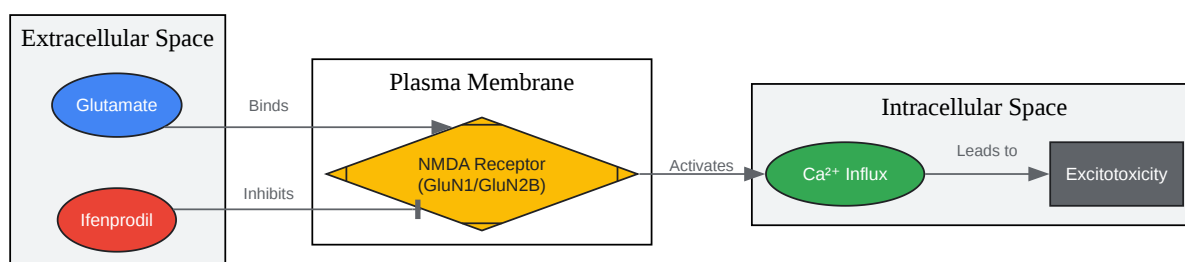 Extracellular Space
Glutamate
Ifenprodil
Binds
Inhibits
Plasma Membrane
NMDA Receptor
(GluN1/GluN2B)
Activates
Intracellular Space
Ca²⁺ Influx
Leads to
Excitotoxicity